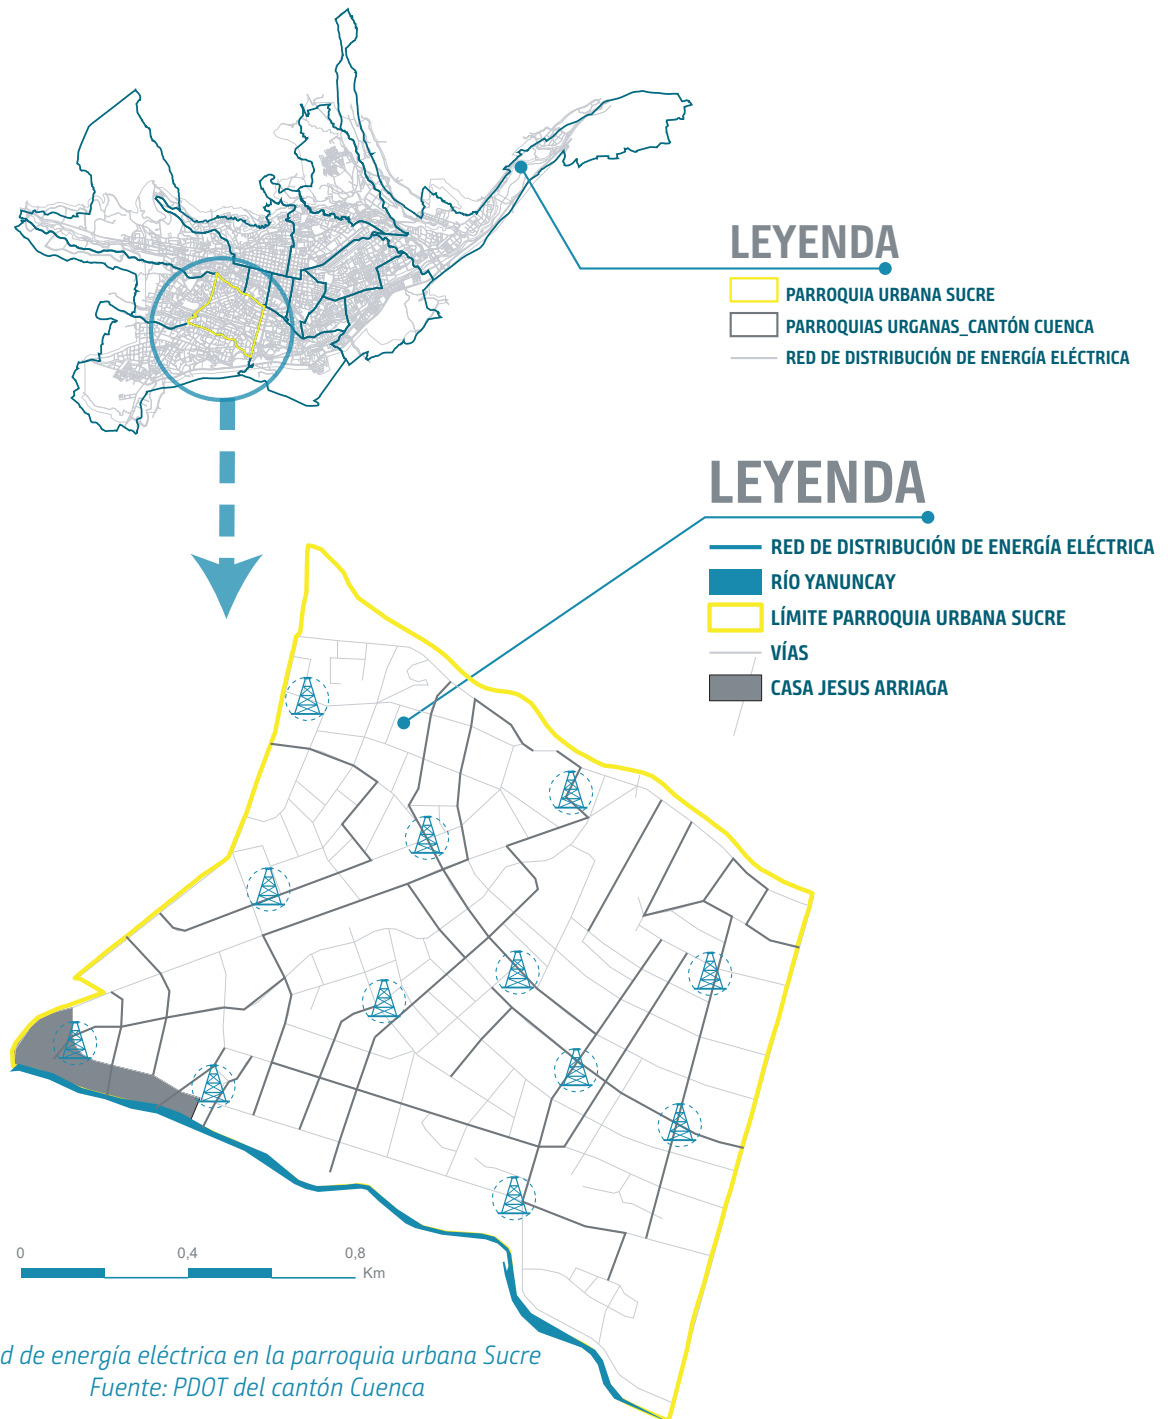 LEYENDA
PARROQUIA URBANA SUCRE
PARROQUIAS URGANAS_CANTÓN CUENCA
RED DE DISTRIBUCIÓN DE ENERGÍA ELÉCTRICA
LEYENDA
RED DE DISTRIBUCIÓN DE ENERGÍA ELÉCTRICA
RÍO YANUNCAY
LÍMITE PARROQUIA URBANA SUCRE
VÍAS
CASA JESUS ARRIAGA
0 0,4 0,8
Km
d de energía eléctrica en la parroquia urbana Sucre
Fuente: PDOT del cantón Cuenca